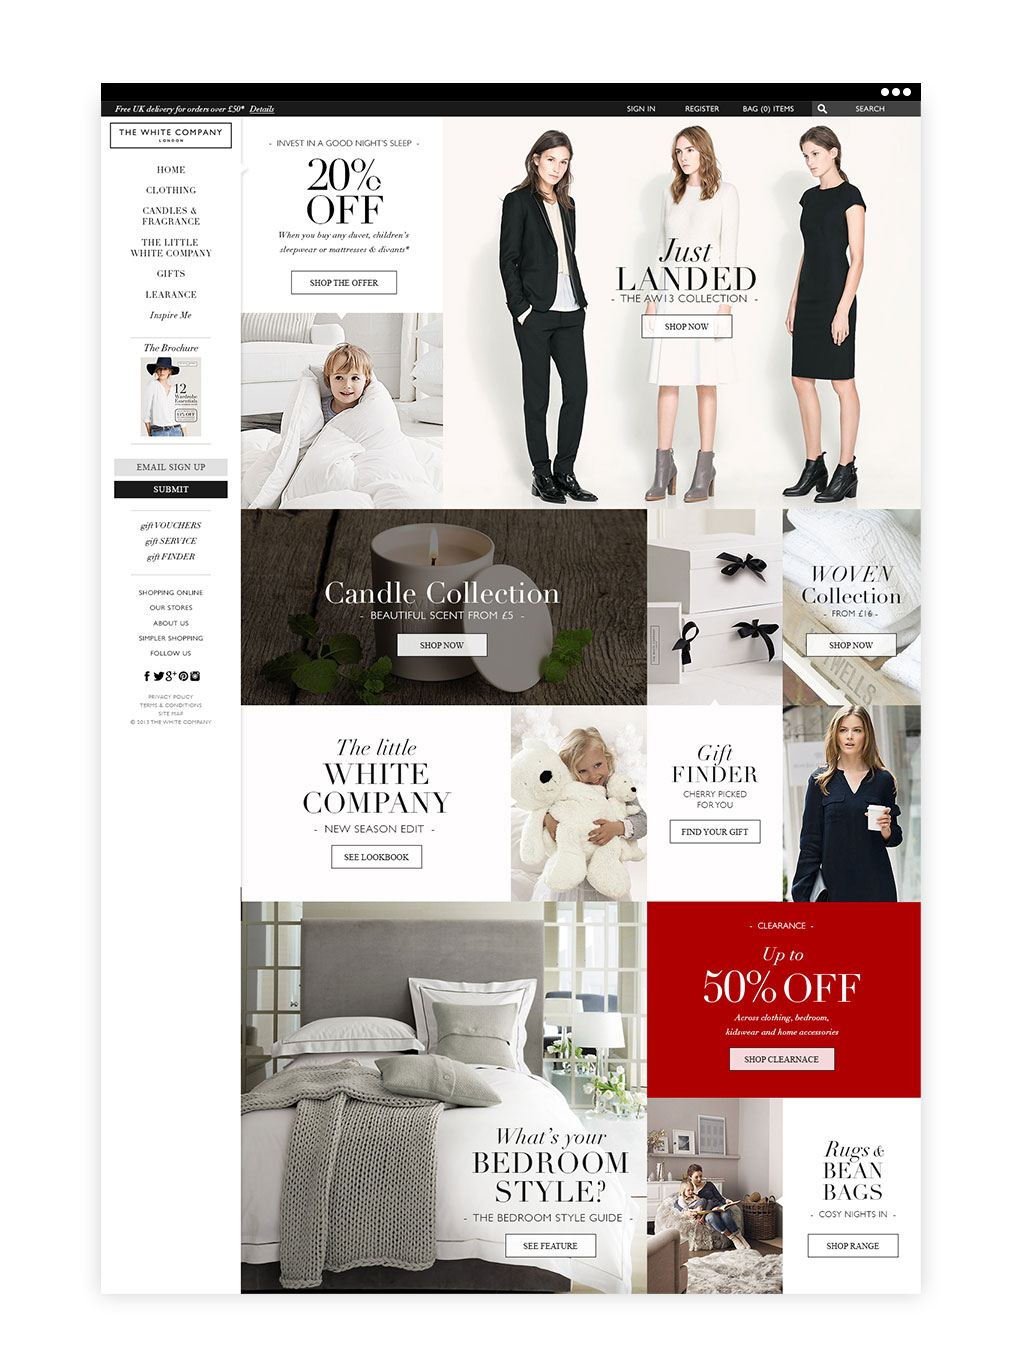 Free UK delivery for orders over £50* Details
SIGN IN
REGISTER
BAG (0) ITEMS
SEARCH
THE WHITE COMPANY
LONDON
HOME
CLOTHING
CANDLES &
FRAGRANCE
THE LITTLE
WHITE COMPANY
GIFTS
LEARANCE
Inspire Me
The Brochure
12
Wardrobe
Essentials
15% OFF
EMAIL SIGN UP
SUBMIT
gift VOUCHERS
gift SERVICE
gift FINDER
SHOPPING ONLINE
OUR STORES
ABOUT US
SIMPLER SHOPPING
FOLLOW US
PRIVACY POLICY
TERMS & CONDITIONS
SITE MAP
© 2013 THE WHITE COMPANY
- INVEST IN A GOOD NIGHT'S SLEEP -
20%
OFF
When you buy any duvet, children's
sleepwear or mattresses & divants*
SHOP THE OFFER
Just
LANDED
- THE AW13 COLLECTION -
SHOP NOW
Candle Collection
- BEAUTIFUL SCENT FROM £5 -
SHOP NOW
WOVEN
Collection
- FROM £16 -
SHOP NOW
The little
WHITE
COMPANY
- NEW SEASON EDIT -
SEE LOOKBOOK
Gift
FINDER
CHERRY PICKED
FOR YOU
FIND YOUR GIFT
- CLEARANCE -
Up to
50% OFF
Across clothing, bedroom,
kidswear and home accessories
SHOP CLEARNACE
What's your
BEDROOM
STYLE?
- THE BEDROOM STYLE GUIDE -
SEE FEATURE
Rugs &
BEAN
BAGS
- COSY NIGHTS IN -
SHOP RANGE